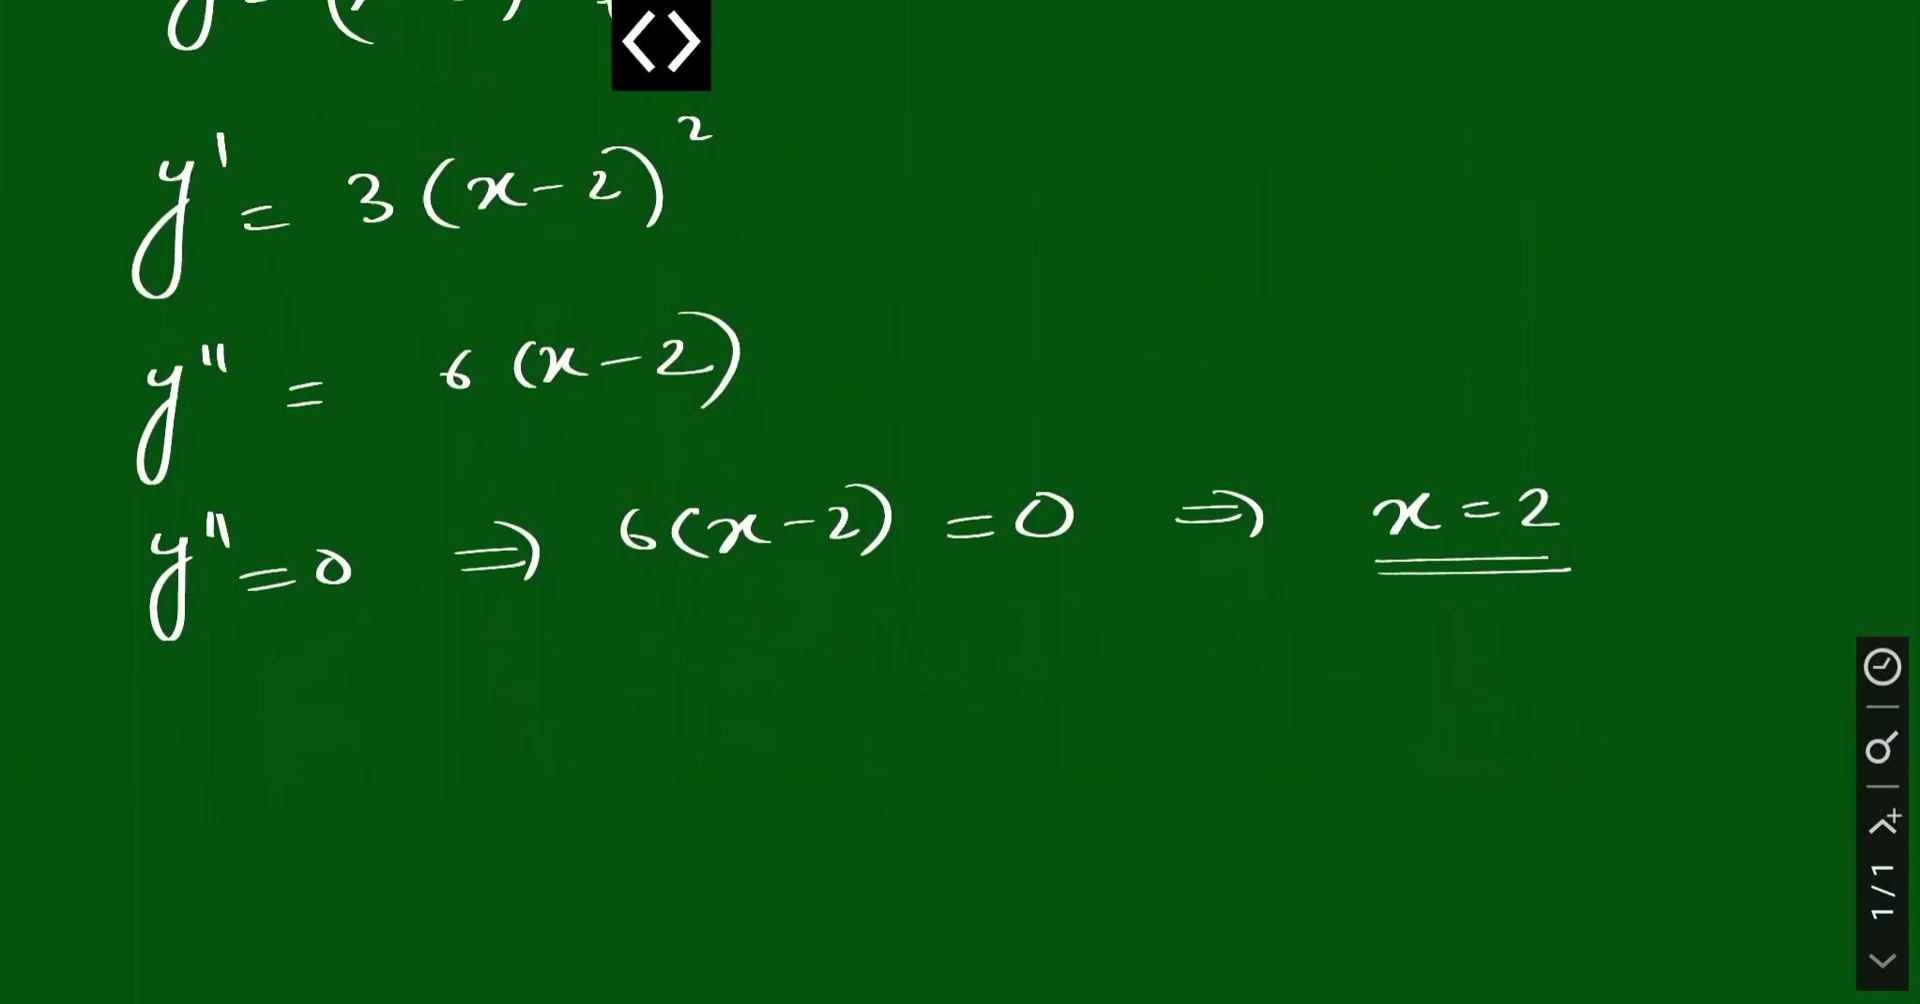 y' = 3(x-2)²
y'' = 6(x-2)
y'' = 0 ⇒ 6(x-2) = 0 ⇒ x = 2
1/1